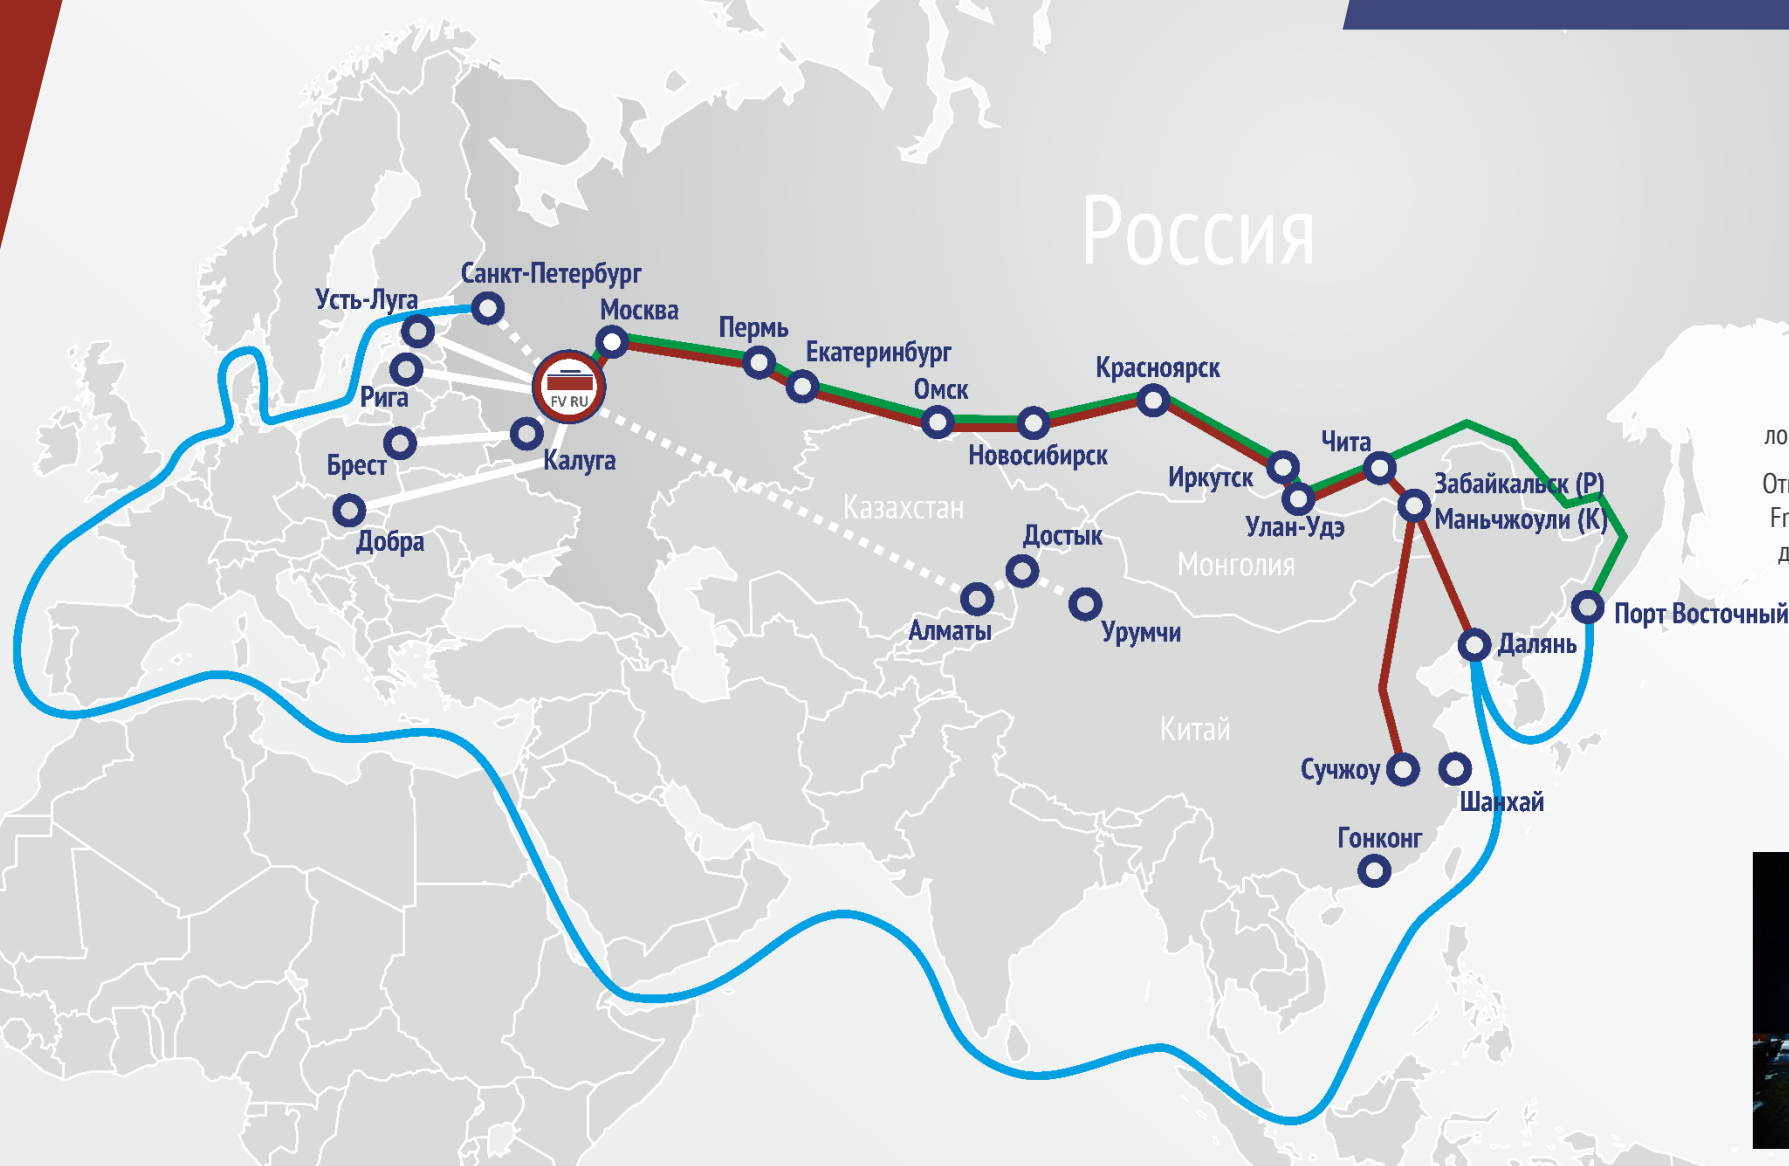 Россия
Санкт-Петербург
Усть-Луга
Москва
Рига
Пермь
Екатеринбург
Омск
Красноярск
FV RU
Брест
Калуга
Новосибирск
Иркутск
Чита
Забайкальск (Р)
Маньчжоули (К)
Улан-Удэ
Добра
Казахстан
Достык
Монголия
Алматы
Урумчи
Порт Восточный
Далянь
Китай
Сучжоу
Шанхай
Гонконг